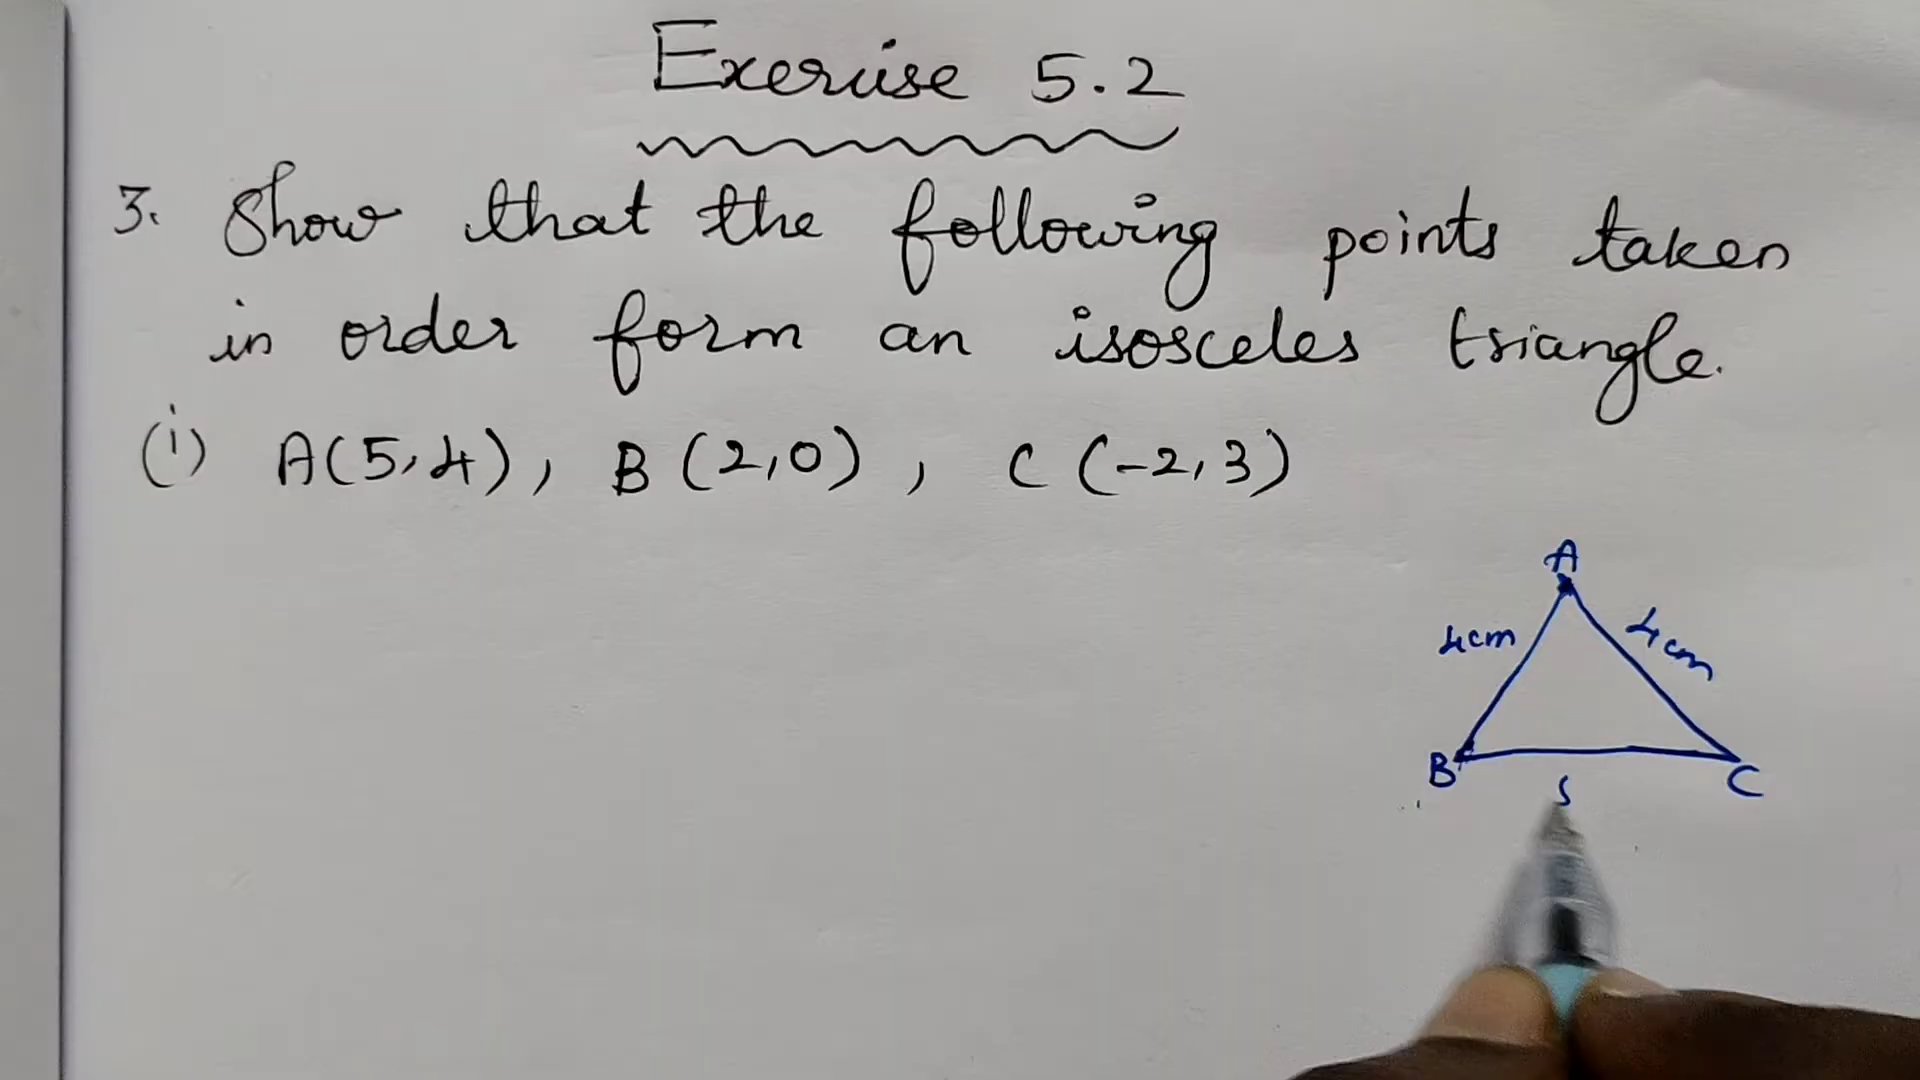 Exercise 5.2
3. Show that the following points taken
in order form an isosceles triangle.
(i) A(5,4), B(2,0), C(-2,3)
A
4cm 4cm
B C